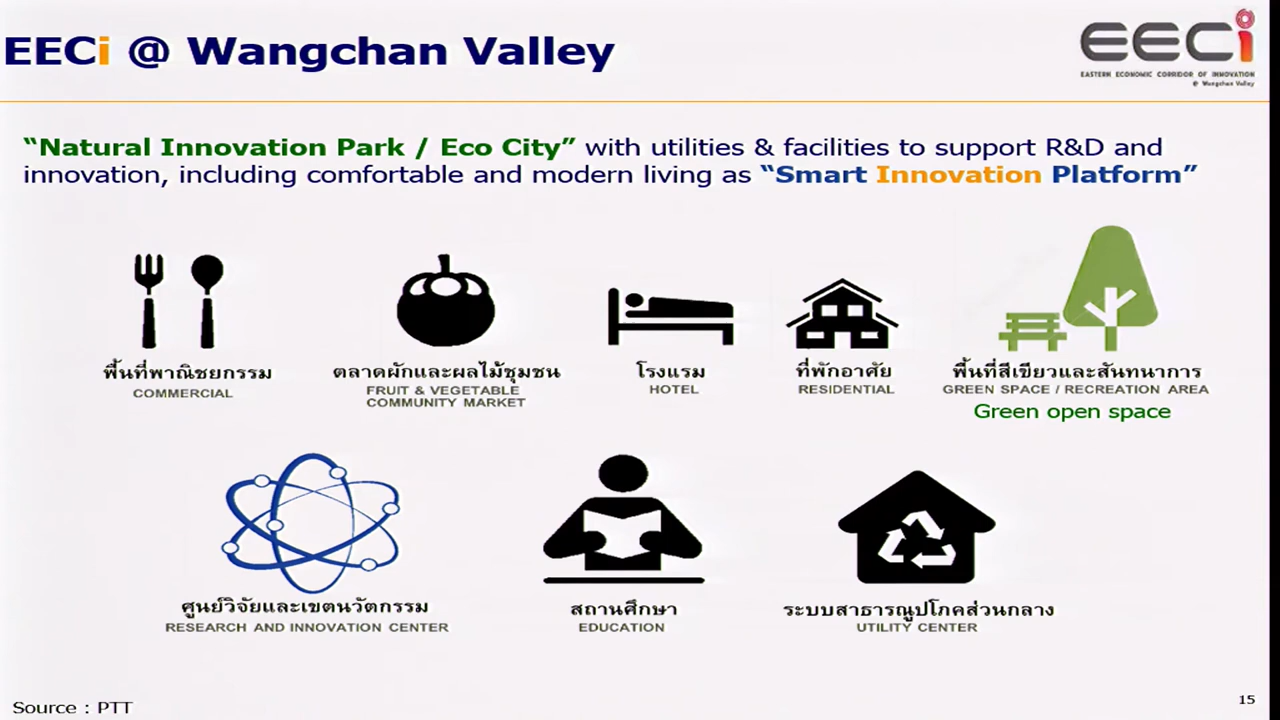 EECi @ Wangchan Valley
EECi
EASTERN ECONOMIC CORRIDOR OF INNOVATION
@ Wangchan Valley
“Natural Innovation Park / Eco City” with utilities & facilities to support R&D and
innovation, including comfortable and modern living as “Smart Innovation Platform”
พื้นที่พาณิชยกรรม
COMMERCIAL
ตลาดผักและผลไม้ชุมชน
FRUIT & VEGETABLE
COMMUNITY MARKET
โรงแรม
HOTEL
ที่พักอาศัย
RESIDENTIAL
พื้นที่สีเขียวและสันทนาการ
GREEN SPACE / RECREATION AREA
Green open space
ศูนย์วิจัยและเขตนวัตกรรม
RESEARCH AND INNOVATION CENTER
สถานศึกษา
EDUCATION
ระบบสาธารณูปโภคส่วนกลาง
UTILITY CENTER
Source : PTT
15